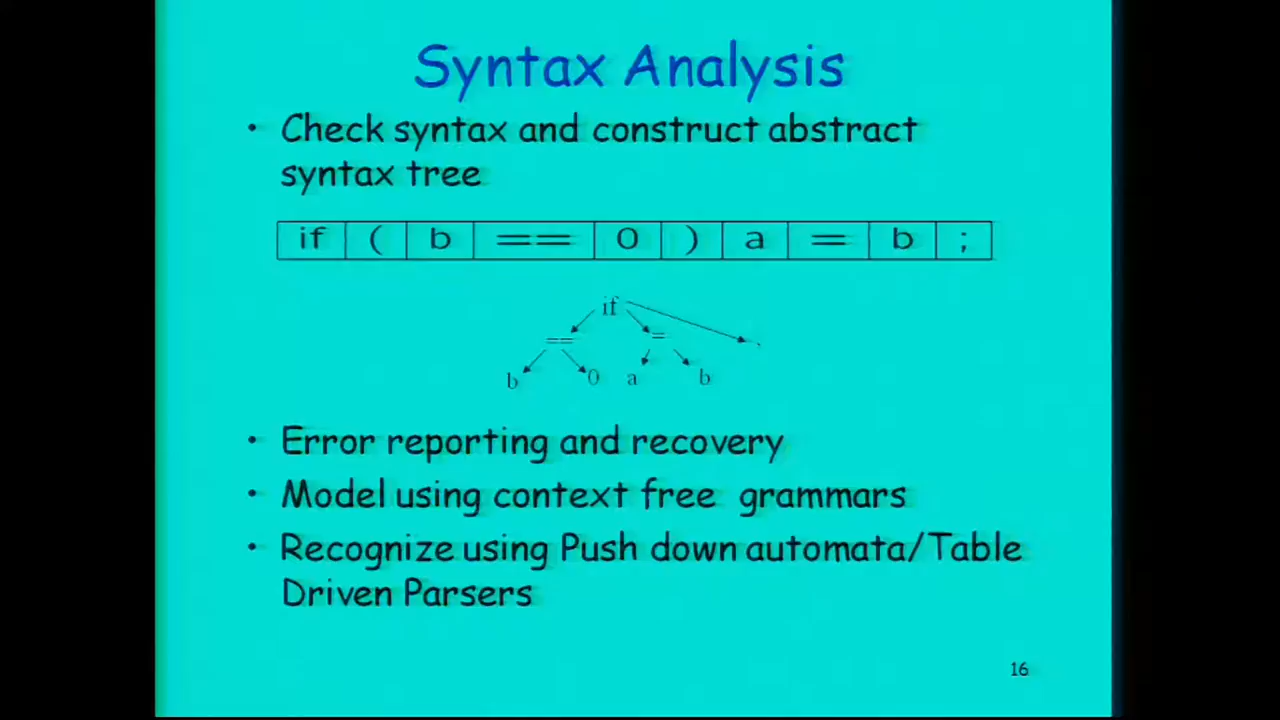 Syntax Analysis
• Check syntax and construct abstract
syntax tree
if ( b == 0 ) a = b ;
if
== = ;
b 0 a b
• Error reporting and recovery
• Model using context free grammars
• Recognize using Push down automata/Table
Driven Parsers
16